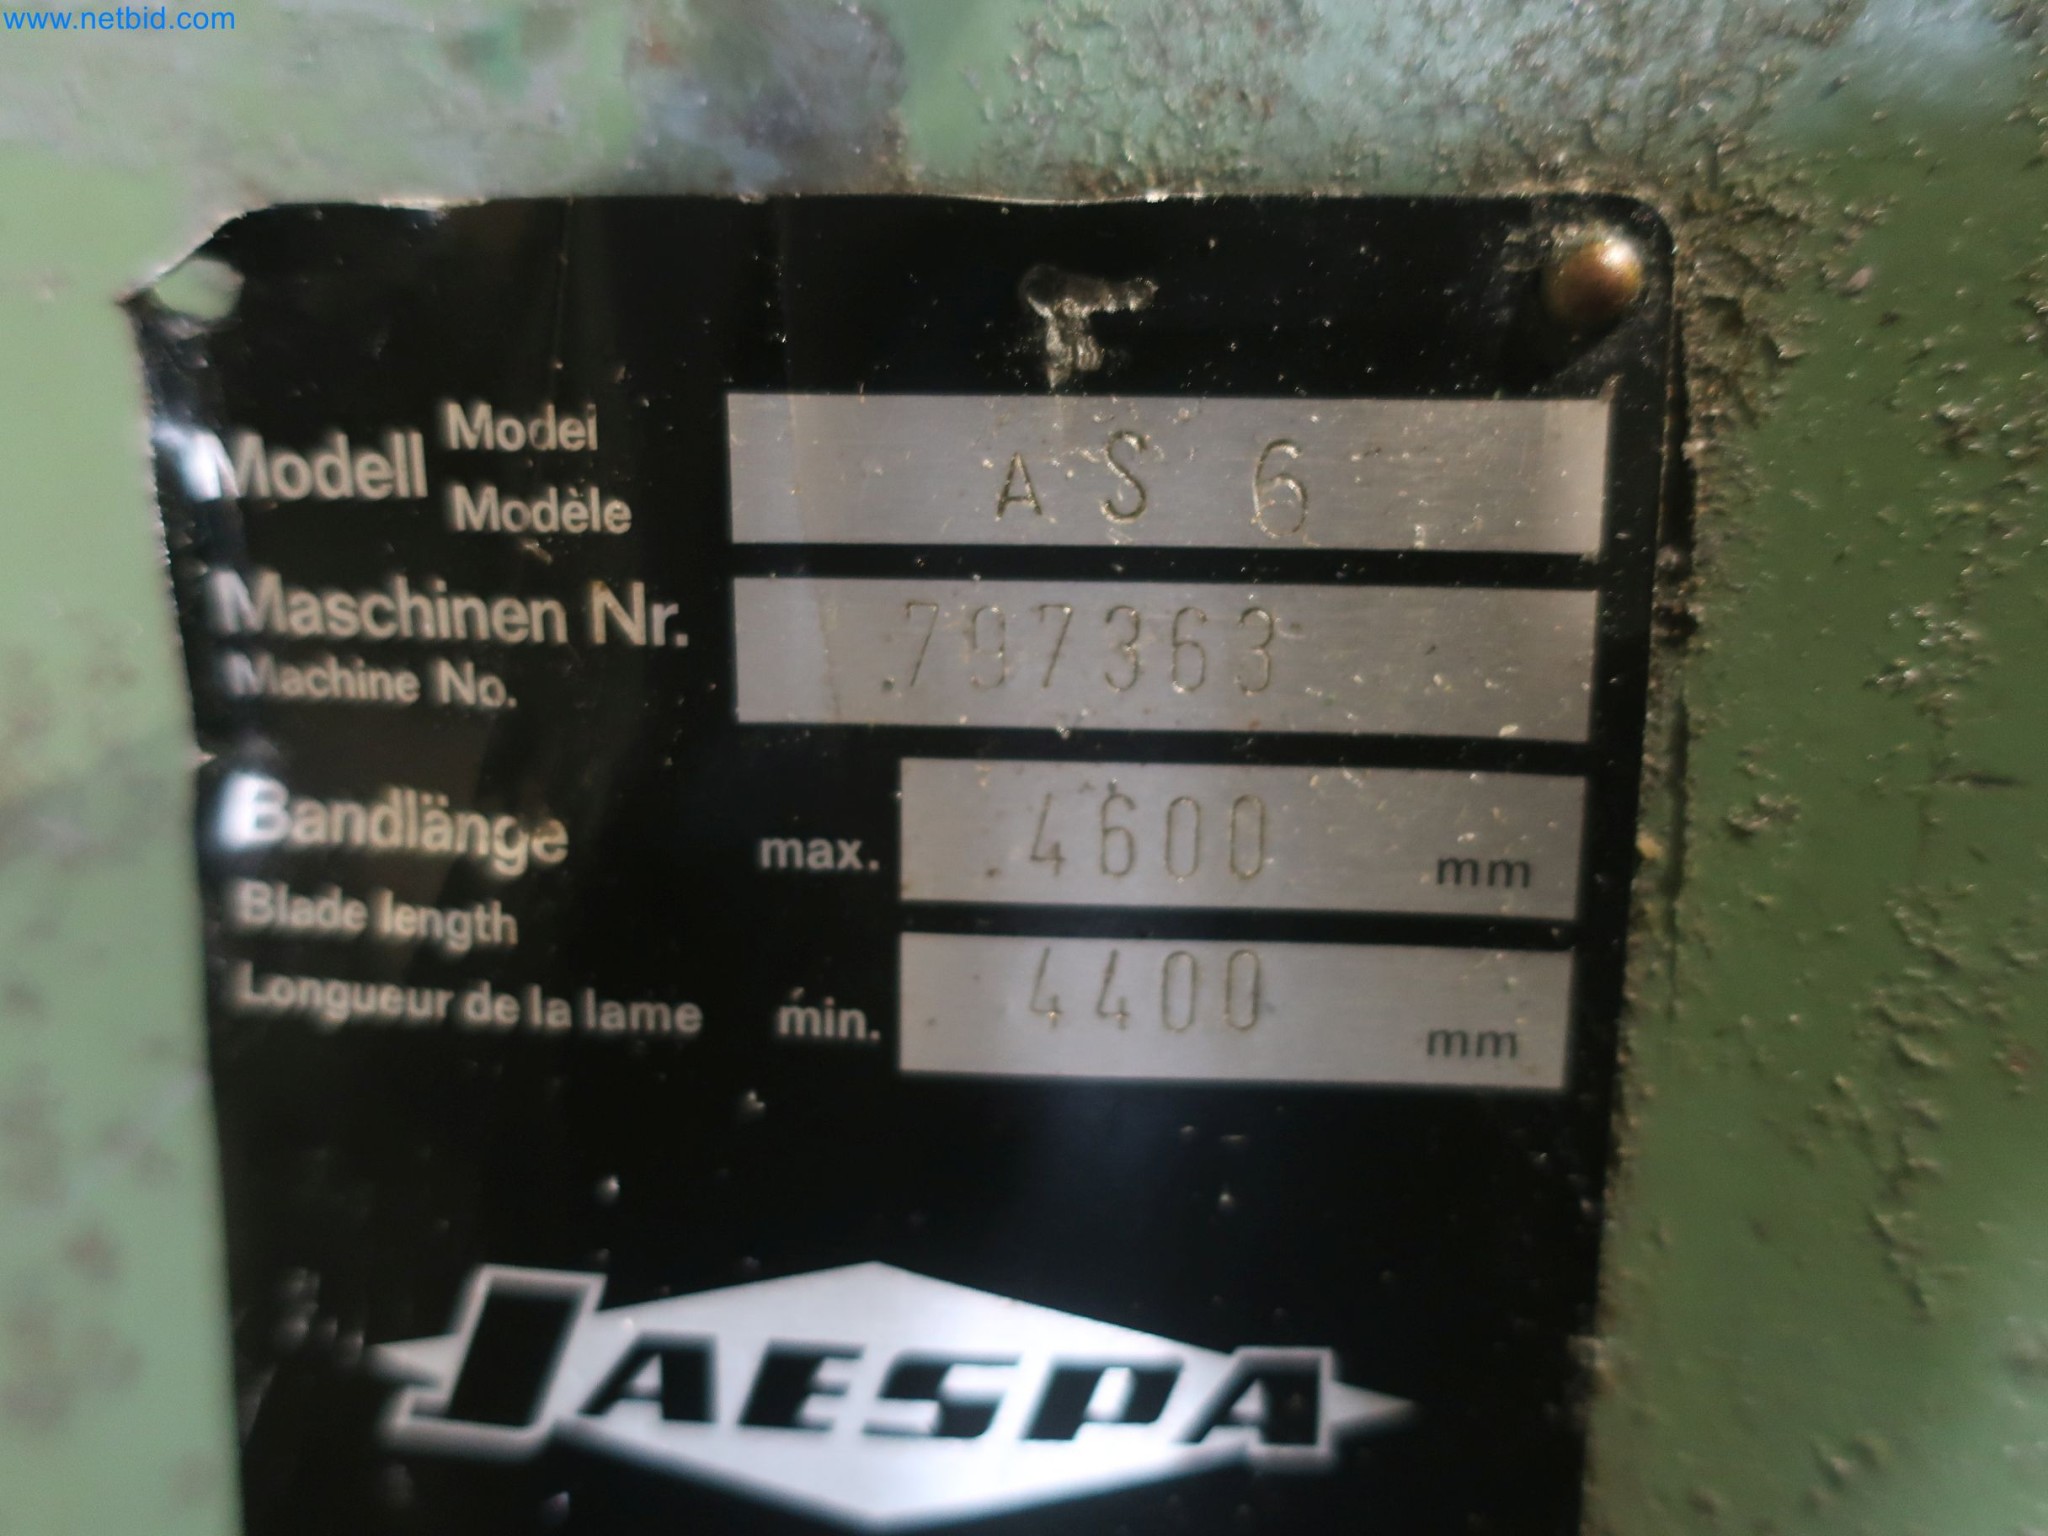 www.netbid.com
Modell Model A S 6
Modèle
Maschinen Nr. 797363
Machine No.
Bandlänge max. 4600 mm
Blade length
Longueur de la lame min. 4400 mm
JAESPA